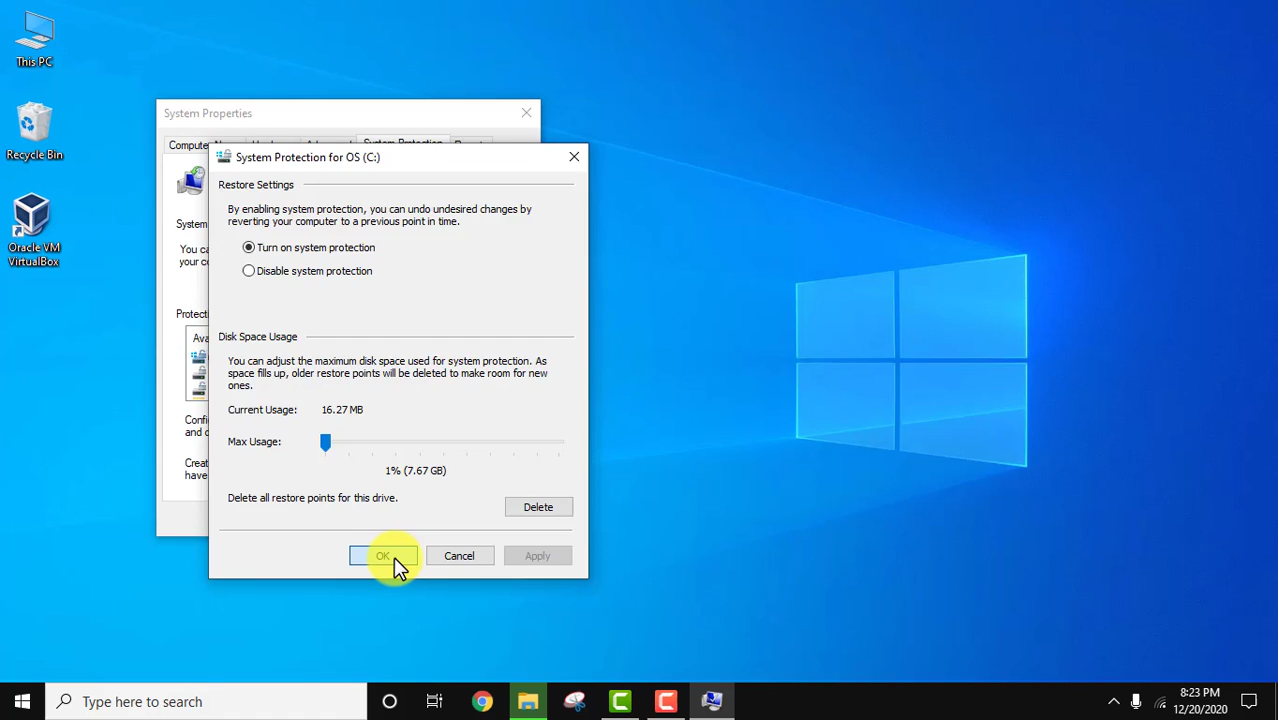 This PC
Recycle Bin
Oracle VM
VirtualBox
System Properties
System Protection
System Protection for OS (C:)
Restore Settings
By enabling system protection, you can undo undesired changes by
reverting your computer to a previous point in time.
Turn on system protection
Disable system protection
System
Disk Space Usage
You can adjust the maximum disk space used for system protection. As
space fills up, older restore points will be deleted to make room for new
ones.
Current Usage: 16.27 MB
Max Usage:
1% (7.67 GB)
Delete all restore points for this drive.
Delete
OK
Cancel
Apply
Type here to search
8:23 PM
12/20/2020